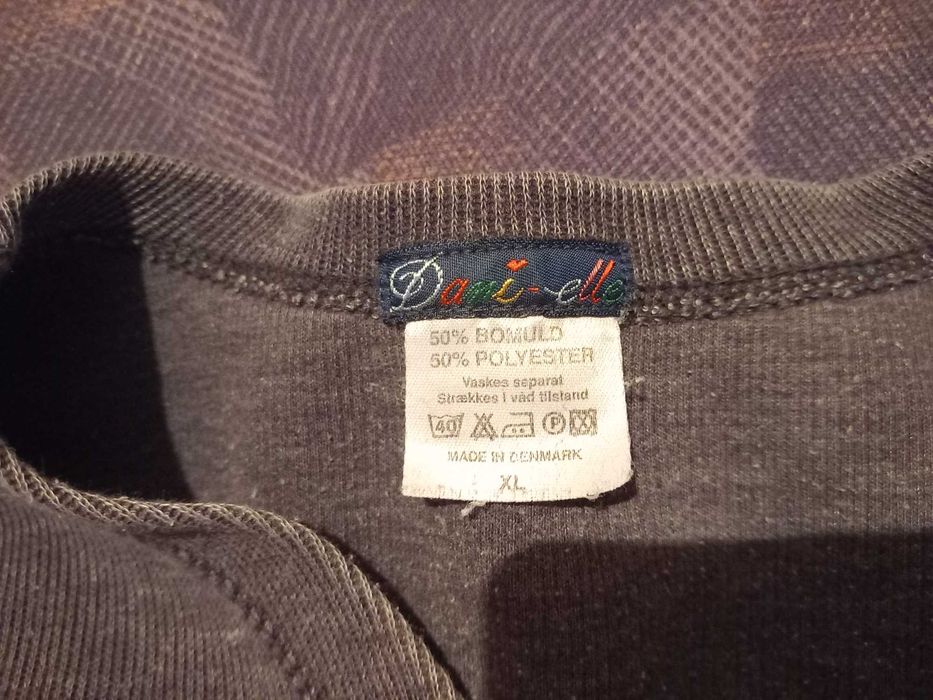 Dani-elle
50% BOMULD
50% POLYESTER
Vaskes separat
Strækkes i våd tilstand
40 P
MADE IN DENMARK
XL